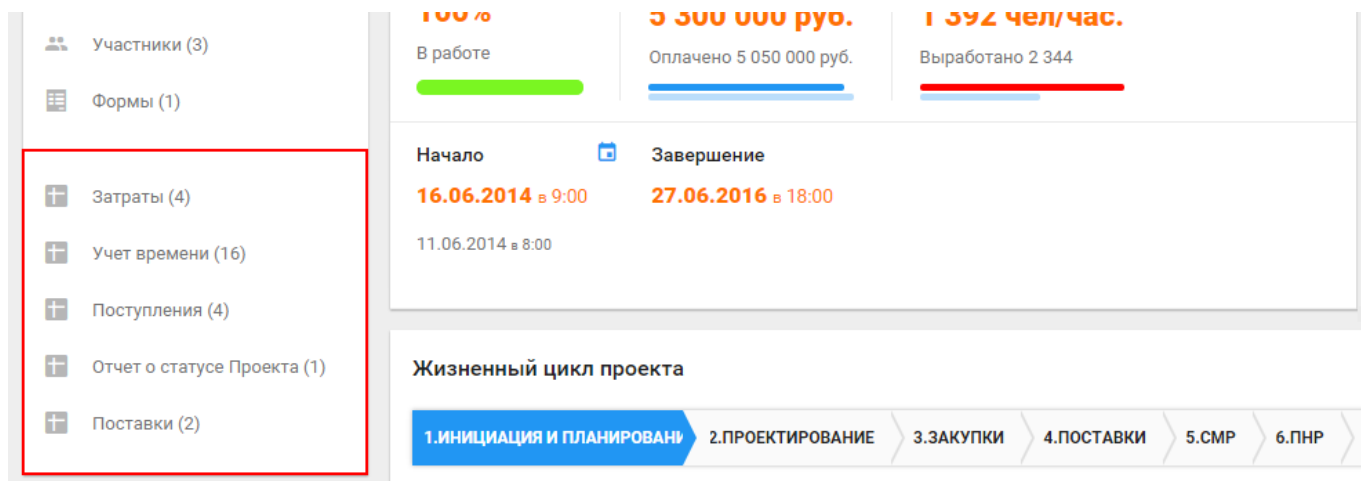 Участники (3)
Формы (1)
Затраты (4)
Учет времени (16)
Поступления (4)
Отчет о статусе Проекта (1)
Поставки (2)
100%
В работе
5 300 000 руб.
Оплачено 5 050 000 руб.
1 392 чел/час.
Выработано 2 344
Начало
16.06.2014 в 9:00
11.06.2014 в 8:00
Завершение
27.06.2016 в 18:00
Жизненный цикл проекта
1.ИНИЦИАЦИЯ И ПЛАНИРОВАНИ
2.ПРОЕКТИРОВАНИЕ
3.ЗАКУПКИ
4.ПОСТАВКИ
5.СМР
6.ПНР